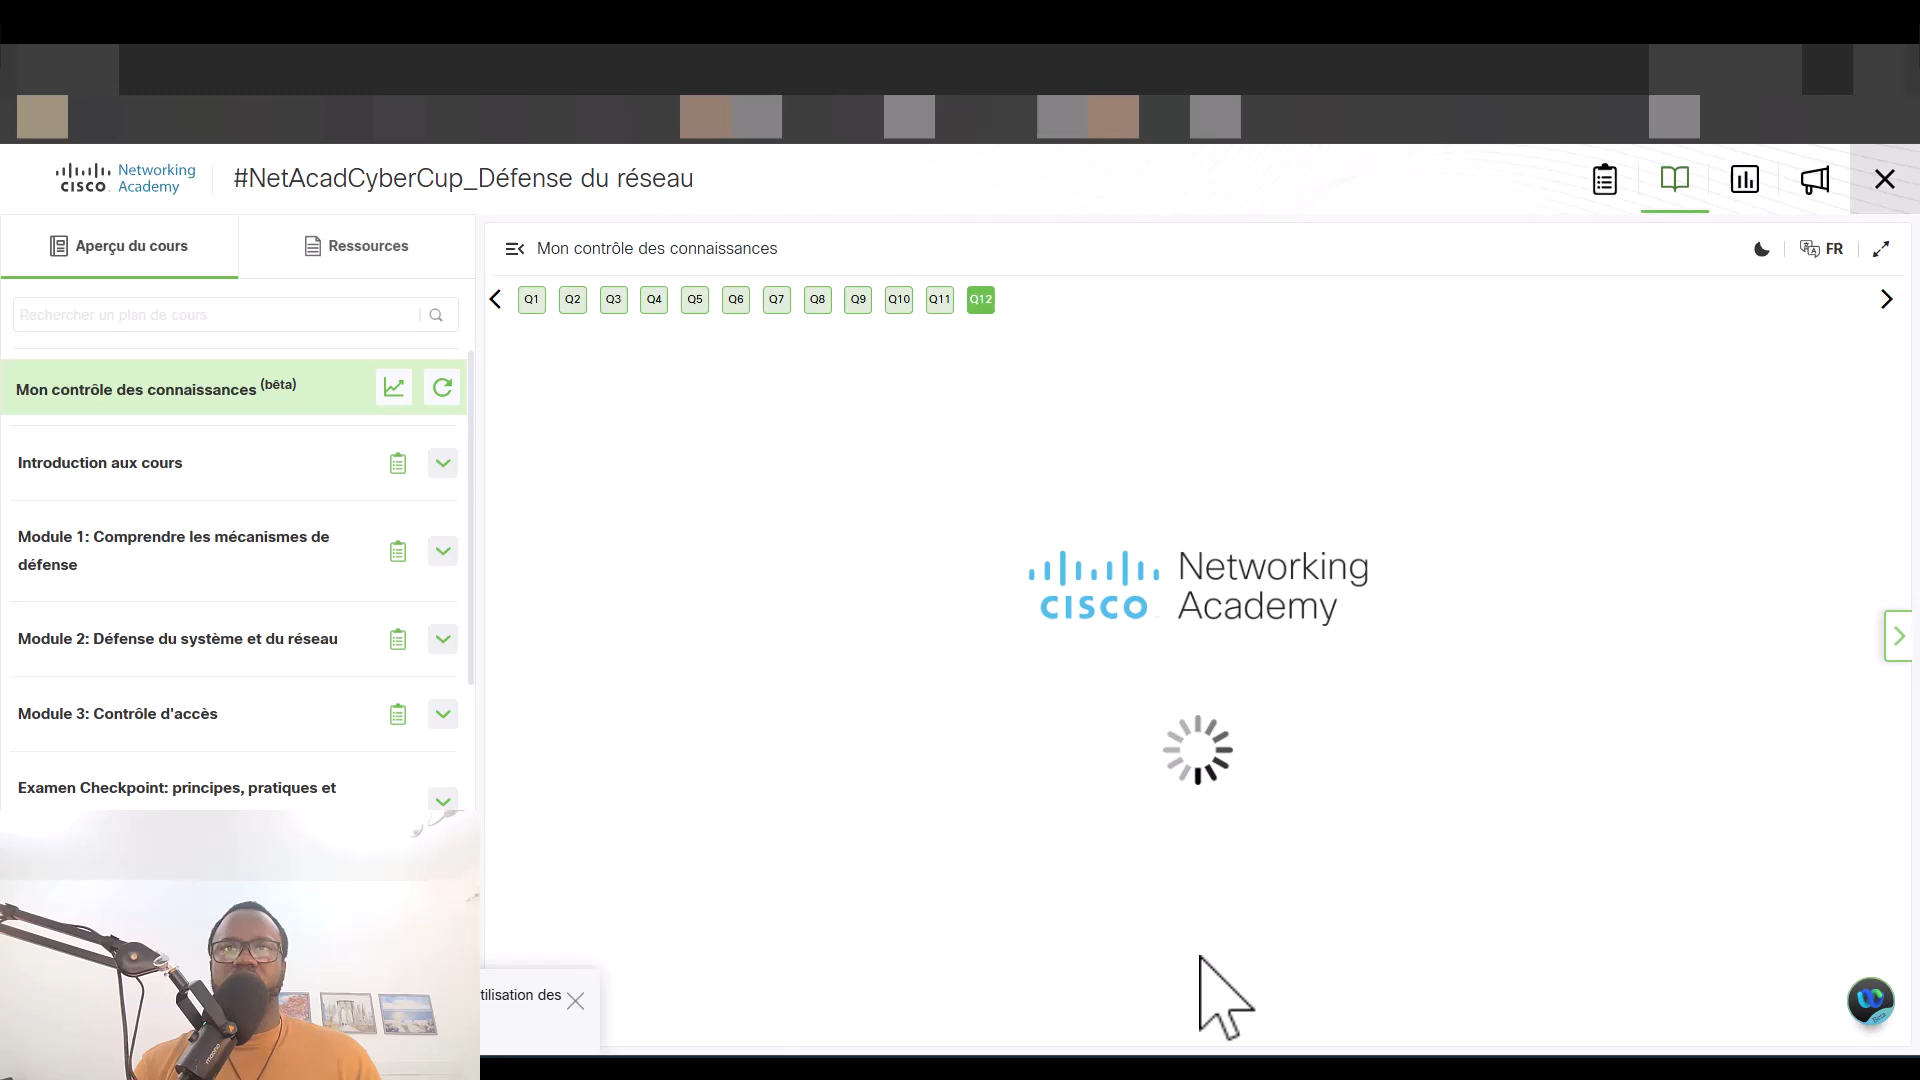 CISCO Networking Academy
#NetAcadCyberCup_Défense du réseau
Aperçu du cours
Ressources
Rechercher un plan de cours
Mon contrôle des connaissances (bêta)
Introduction aux cours
Module 1: Comprendre les mécanismes de
défense
Module 2: Défense du système et du réseau
Module 3: Contrôle d'accès
Examen Checkpoint: principes, pratiques et
Mon contrôle des connaissances
FR
Q1 Q2 Q3 Q4 Q5 Q6 Q7 Q8 Q9 Q10 Q11 Q12
CISCO Networking
Academy
tilisation des
Beta